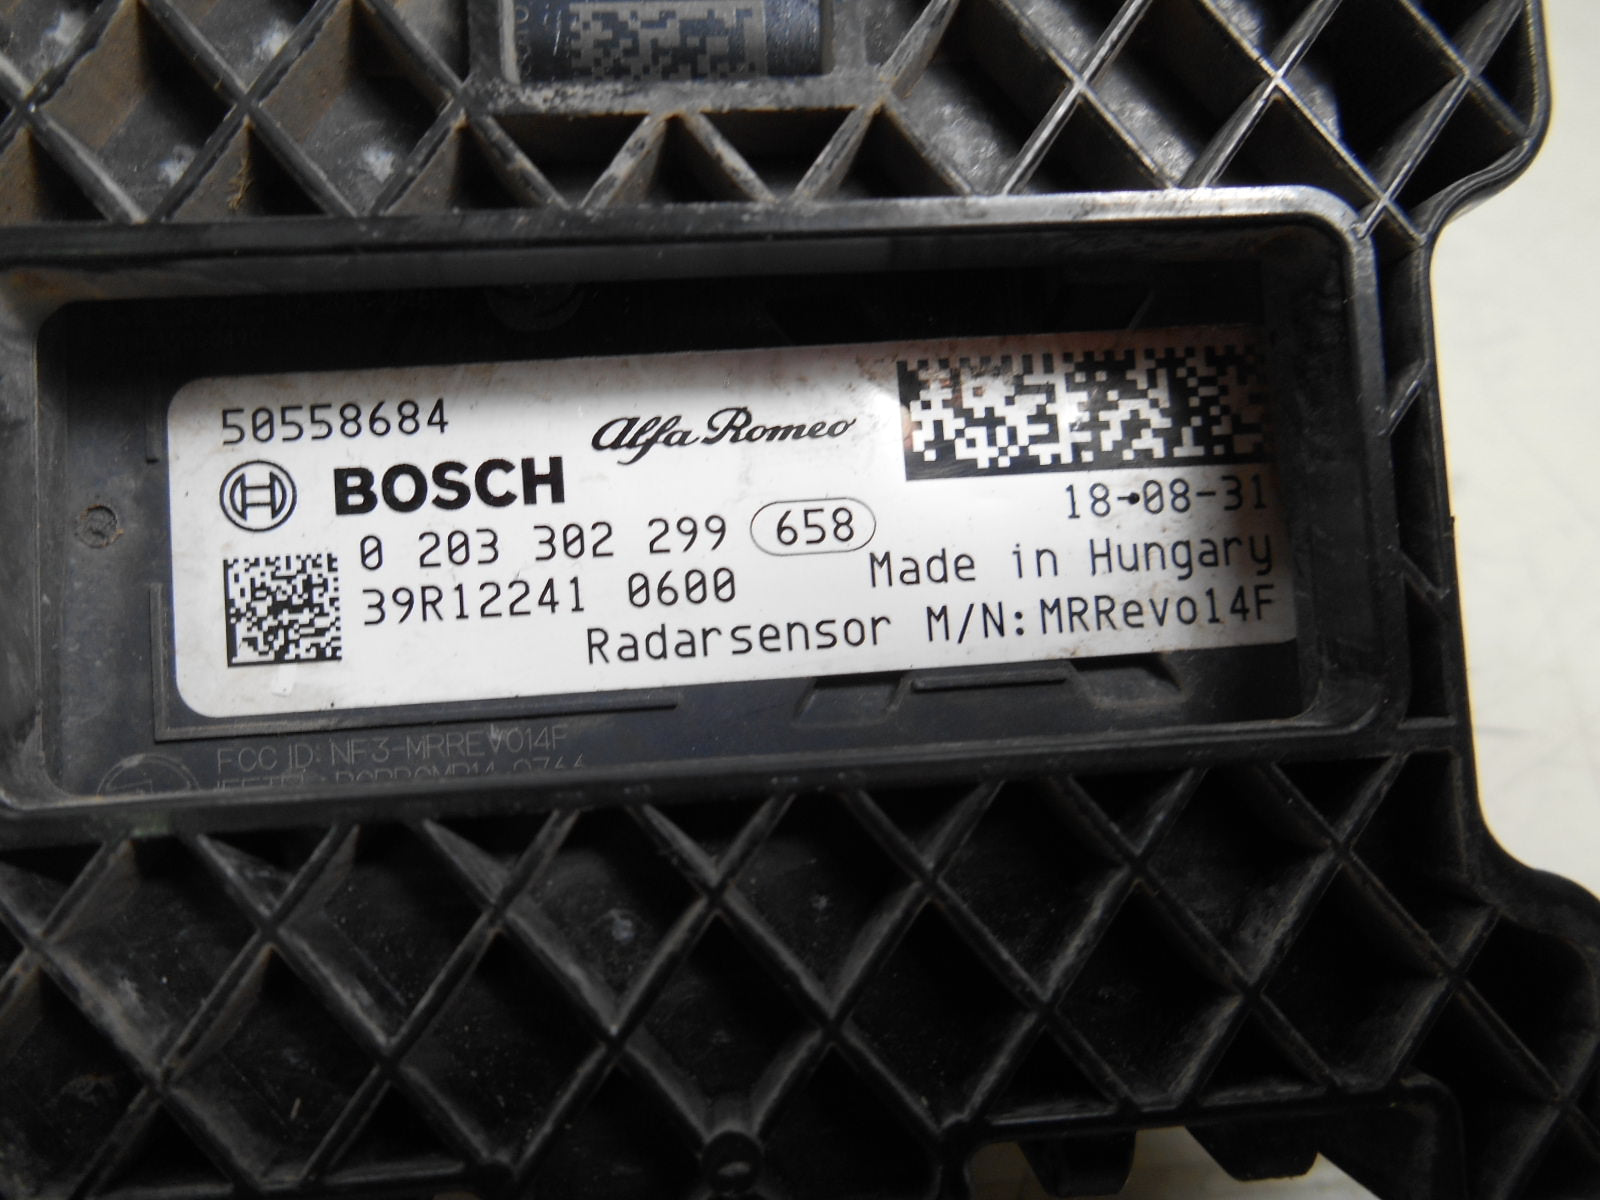 50558684
Alfa Romeo
BOSCH
18-08-31
0 203 302 299 658
Made in Hungary
39R12241 0600
Radarsensor M/N:MRRevo14F
FCC ID: NF3-MRREVO14F